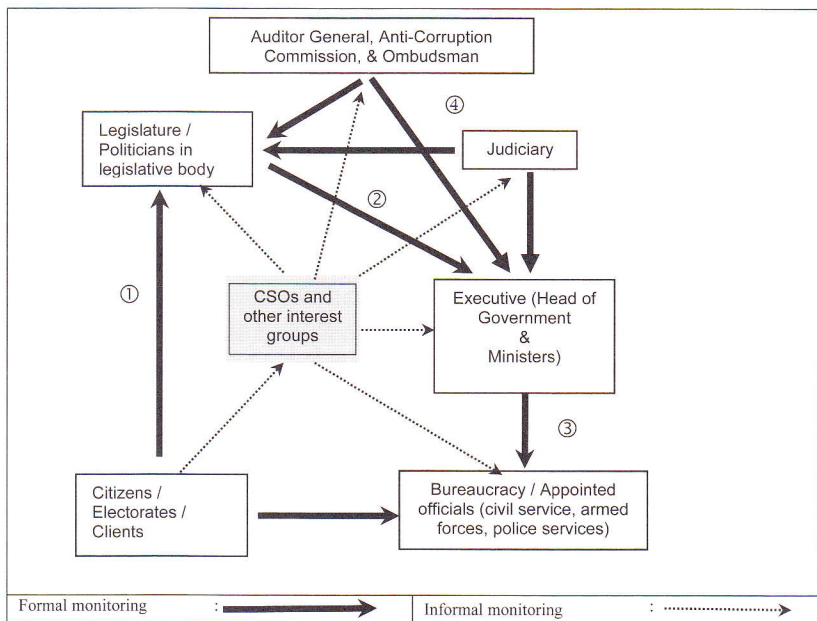 Auditor General, Anti-Corruption
Commission, & Ombudsman
④
Legislature /
Politicians in
legislative body
Judiciary
②
①
CSOs and
other interest
groups
Executive (Head of
Government
&
Ministers)
③
Citizens /
Electorates /
Clients
Bureaucracy / Appointed
officials (civil service, armed
forces, police services)
Formal monitoring :
Informal monitoring :